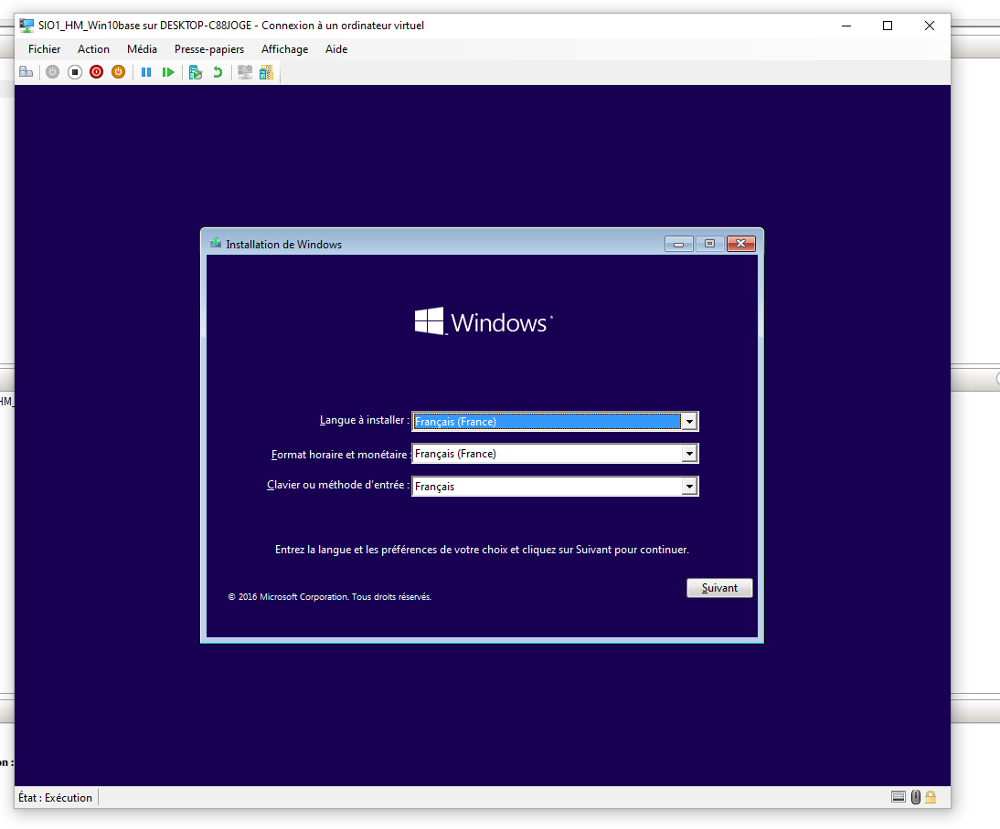 SIO1_HM_Win10base sur DESKTOP-C88JOGE - Connexion à un ordinateur virtuel
Fichier Action Média Presse-papiers Affichage Aide
Installation de Windows
Windows
Langue à installer : Français (France)
HM_
Format horaire et monétaire : Français (France)
Clavier ou méthode d'entrée : Français
Entrez la langue et les préférences de votre choix et cliquez sur Suivant pour continuer.
Suivant
© 2016 Microsoft Corporation. Tous droits réservés.
on :
État : Exécution